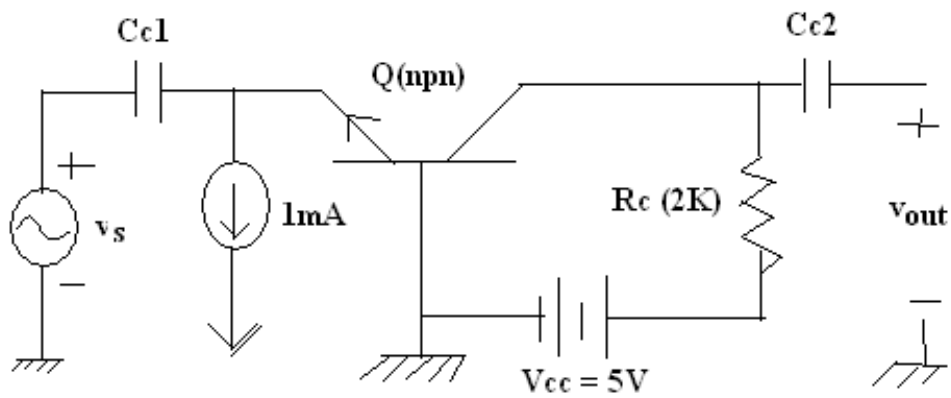 Cc1
Cc2
Q(npn)
+
vs
−
1mA
Rc (2K)
+
vout
−
Vcc = 5V